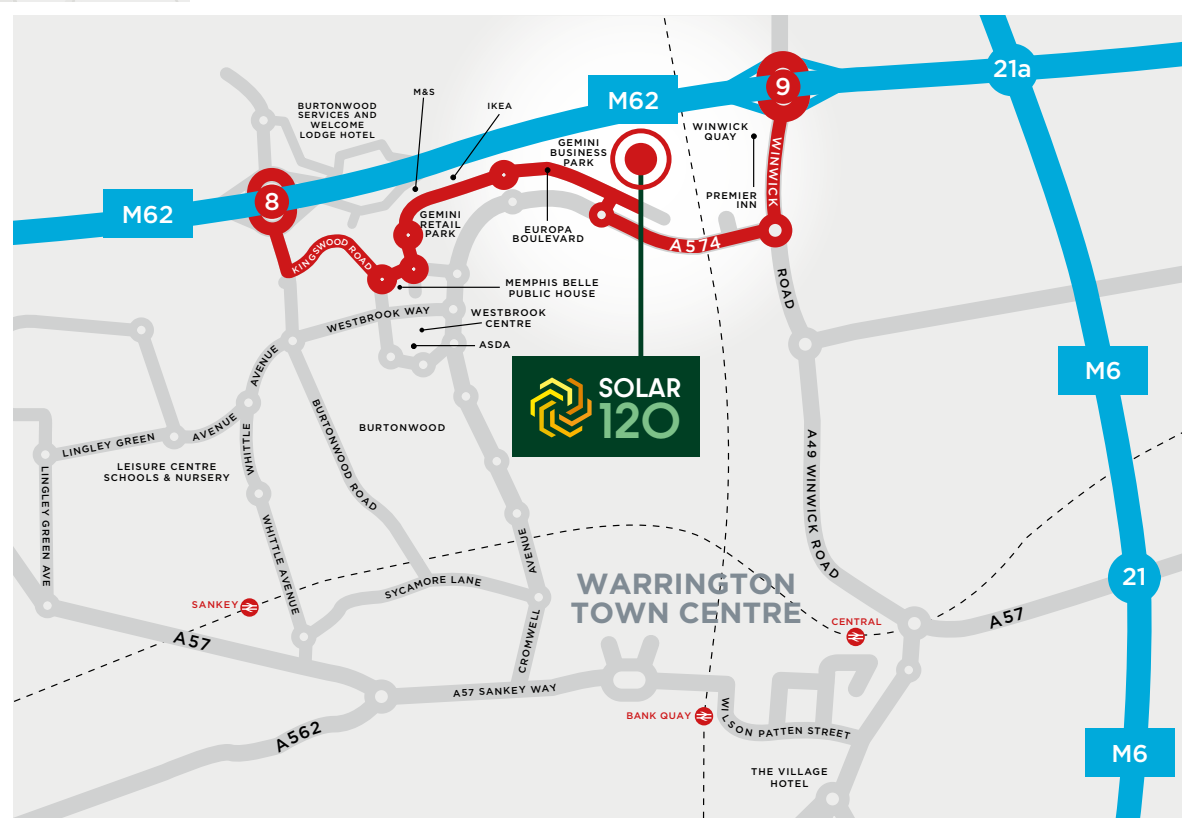 21a
M&S
IKEA
M62
9
BURTONWOOD
SERVICES AND
WELCOME
LODGE HOTEL
WINWICK
QUAY
GEMINI
BUSINESS
PARK
WINWICK
PREMIER
INN
8
M62
GEMINI
RETAIL
PARK
EUROPA
BOULEVARD
A574
KINGSWOOD ROAD
MEMPHIS BELLE
PUBLIC HOUSE
ROAD
WESTBROOK WAY
WESTBROOK
CENTRE
ASDA
M6
AVENUE
SOLAR
120
BURTONWOOD
LINGLEY GREEN
AVENUE
WHITTLE
BURTONWOOD ROAD
LEISURE CENTRE
SCHOOLS & NURSERY
A49 WINWICK ROAD
LINGLEY GREEN AVE
WHITTLE AVENUE
AVENUE
SYCAMORE LANE
WARRINGTON
TOWN CENTRE
21
SANKEY
A57
CENTRAL
A57
CROMWELL
A57 SANKEY WAY
BANK QUAY
WILSON PATTEN STREET
A562
THE VILLAGE
HOTEL
M6